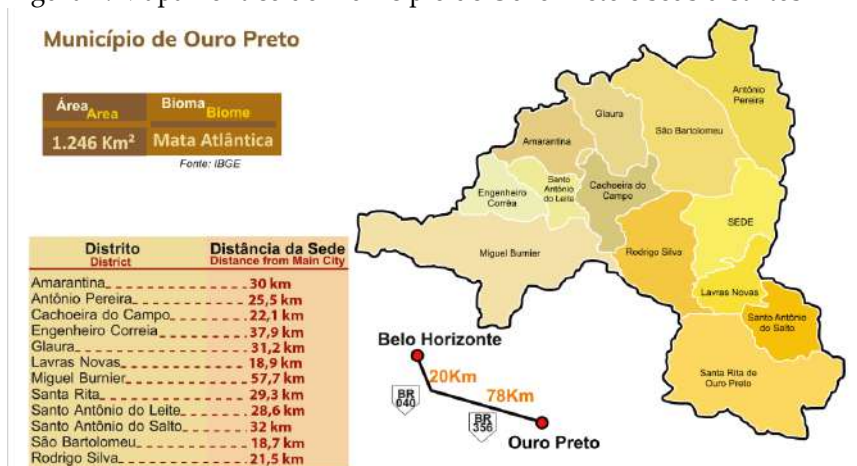 Município de Ouro Preto
Área Area
Bioma Biome
1.246 Km²
Mata Atlântica
Fonte: IBGE
Distrito
District
Distância da Sede
Distance from Main City
Amarantina 30 km
Antônio Pereira 25,5 km
Cachoeira do Campo 22,1 km
Engenheiro Correia 37,9 km
Glaura 31,2 km
Lavras Novas 18,9 km
Miguel Burnier 57,7 km
Santa Rita 29,3 km
Santo Antônio do Leite 28,6 km
Santo Antônio do Salto 32 km
São Bartolomeu 18,7 km
Rodrigo Silva 21,5 km
Antônio
Pereira
Glaura
São Bartolomeu
Amarantina
Santo
Antônio
do Leite
Cachoeira do
Campo
Engenheiro
Corrêa
SEDE
Miguel Burnier
Rodrigo Silva
Lavras Novas
Santo Antônio
do Salto
Santa Rita de
Ouro Preto
Belo Horizonte
20Km
BR
040
78Km
BR
356
Ouro Preto